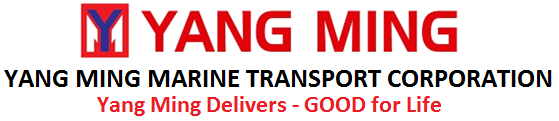 YANG MING
YANG MING MARINE TRANSPORT CORPORATION
Yang Ming Delivers - GOOD for Life